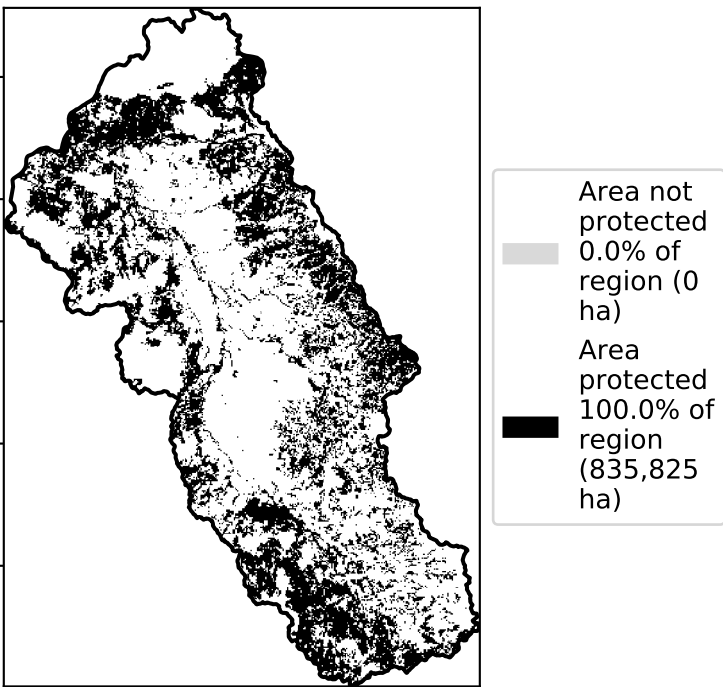 Area not
protected
0.0% of
region (0
ha)
Area
protected
100.0% of
region
(835,825
ha)